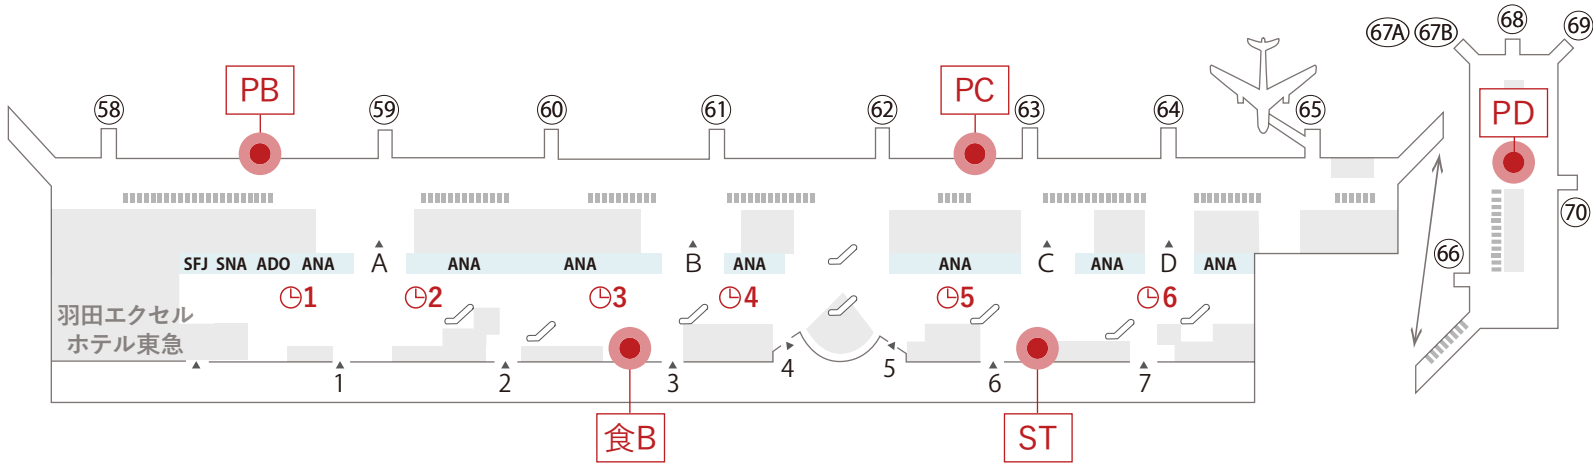 67A 67B 68 69
PB PC PD
58 59 60 61 62 63 64 65
70
A B C D
66
SFJ SNA ADO ANA ANA ANA ANA ANA ANA ANA
1 2 3 4 5 6
羽田エクセル
ホテル東急
1 2 3 4 5 6 7
食B ST